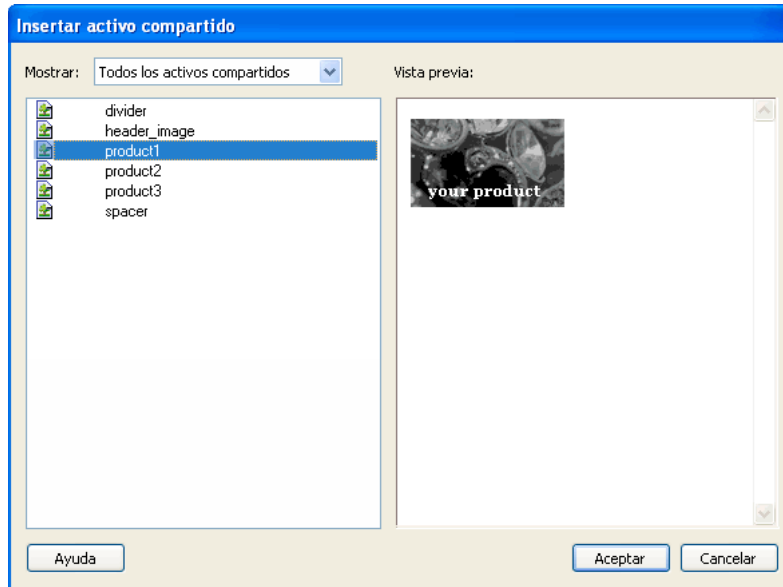 Insertar activo compartido
Mostrar: Todos los activos compartidos
Vista previa:
divider
header_image
product1
product2
product3
spacer
your product
Ayuda
Aceptar
Cancelar